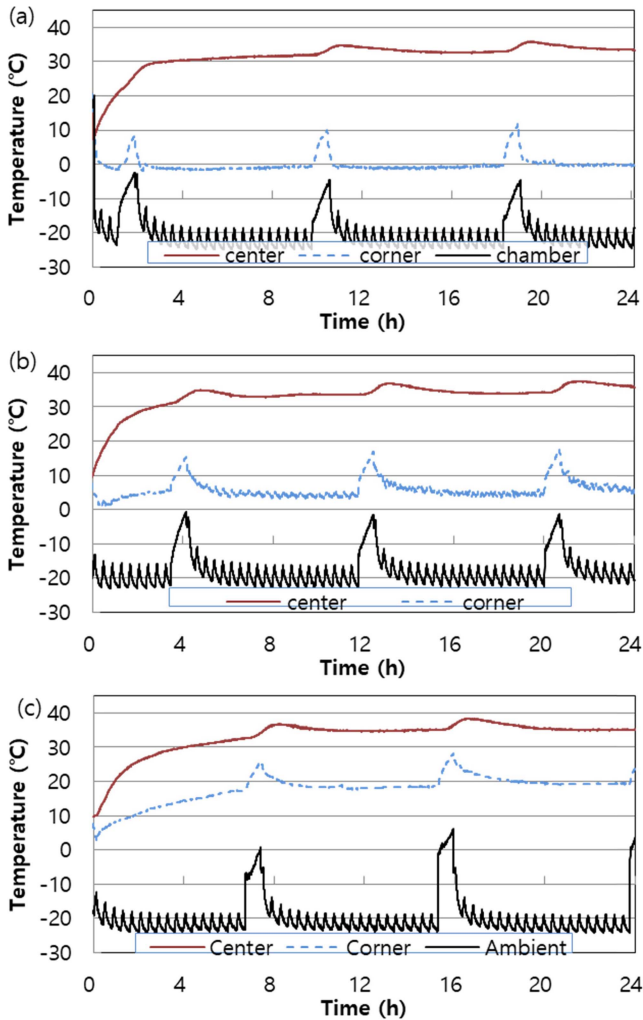 (a)
Temperature (℃)
40
30
20
10
0
-10
-20
-30
center corner chamber
0 4 8 12 16 20 24
Time (h)
(b)
Temperature (℃)
40
30
20
10
0
-10
-20
-30
center corner
0 4 8 12 16 20 24
Time (h)
(c)
Temperature (℃)
40
30
20
10
0
-10
-20
-30
Center Corner Ambient
0 4 8 12 16 20 24
Time (h)